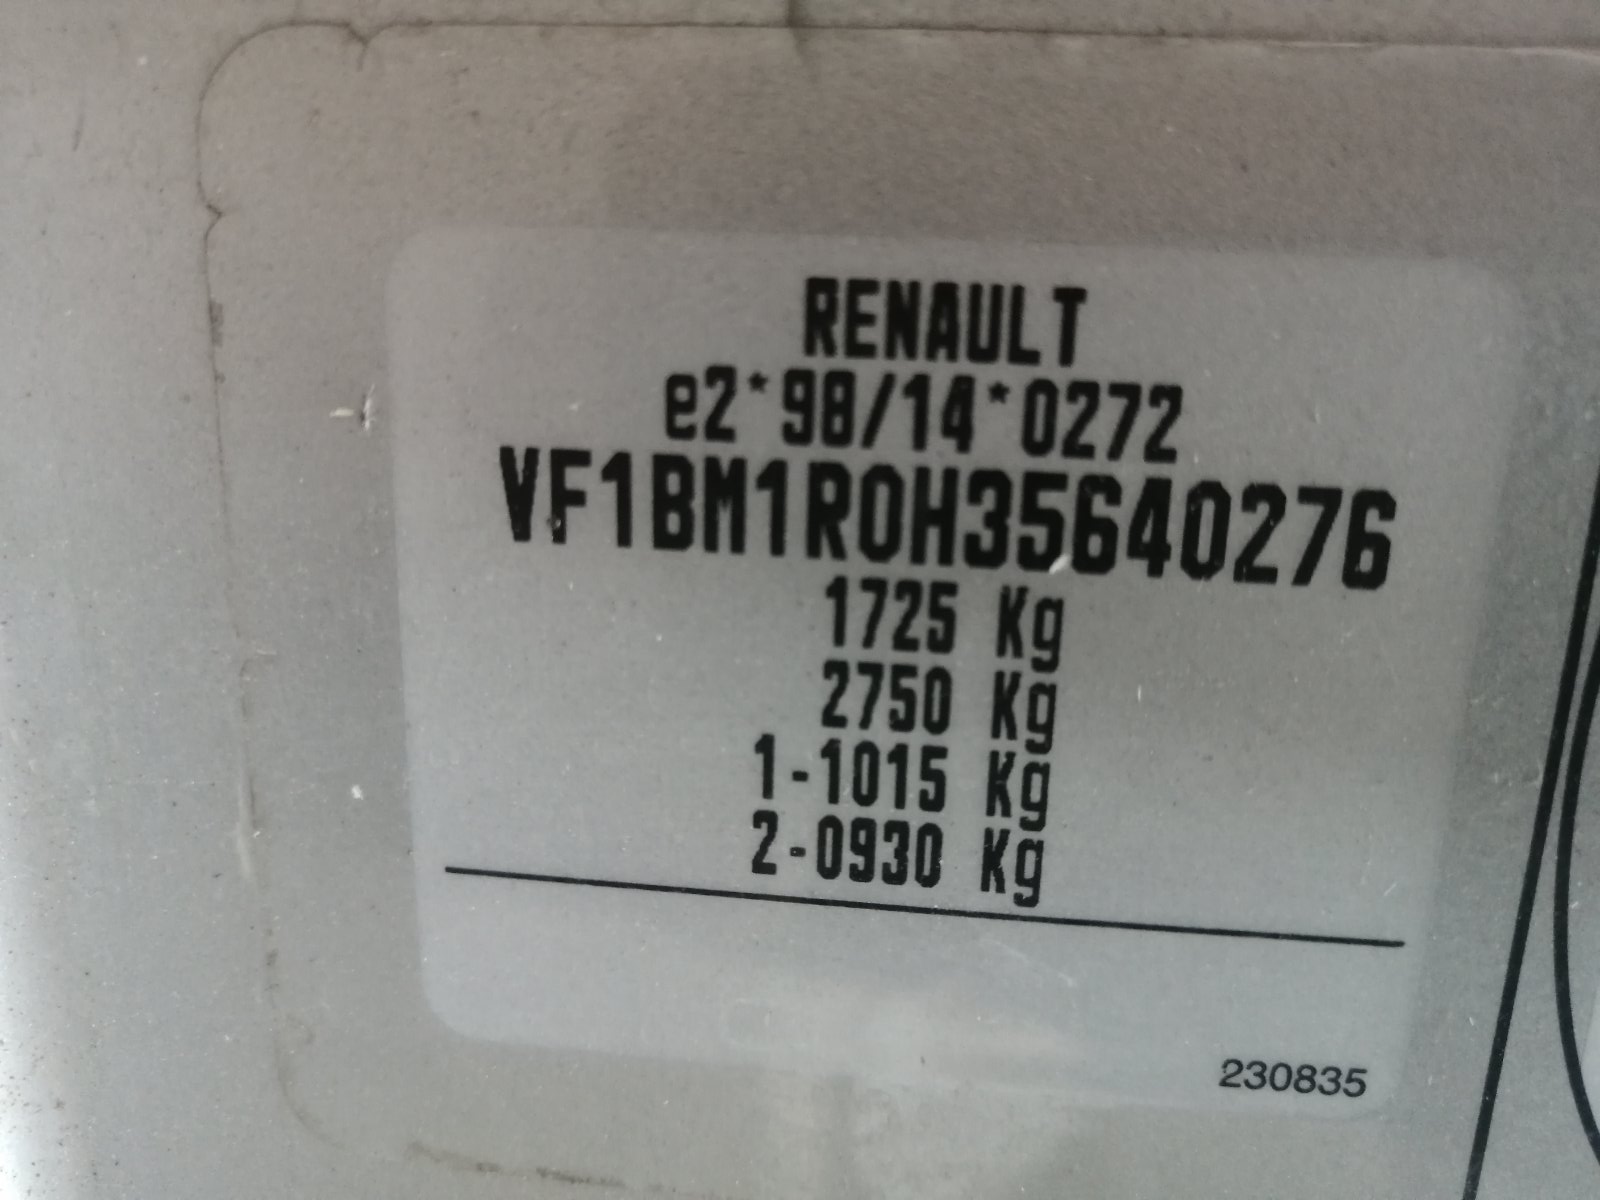 RENAULT
e2*98/14*0272
VF1BM1R0H35640276
1725 Kg
2750 Kg
1-1015 Kg
2-0930 Kg
230835